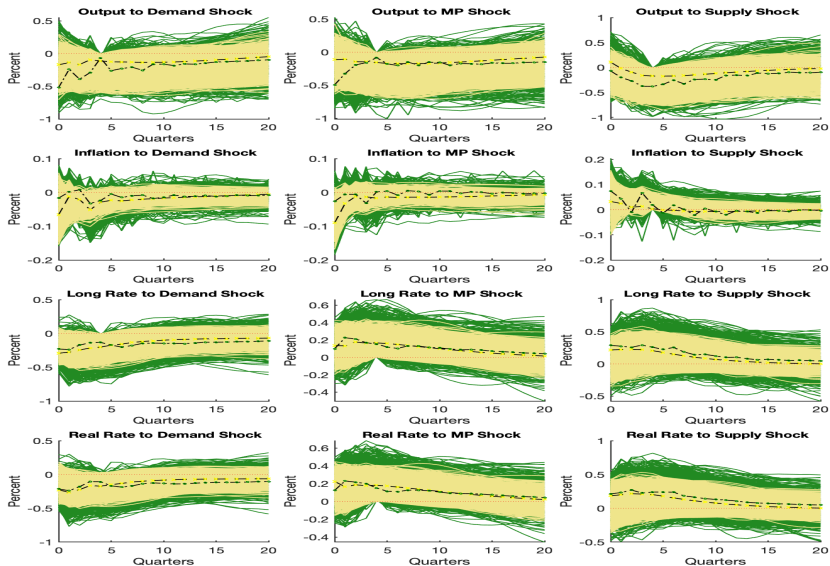 Output to Demand Shock
Output to MP Shock
Output to Supply Shock
Percent
0.5
0
-0.5
-1
0 5 10 15 20
Quarters
Percent
0.5
0
-0.5
-1
0 5 10 15 20
Quarters
Percent
1
0.5
0
-0.5
-1
0 5 10 15 20
Quarters
Inflation to Demand Shock
Inflation to MP Shock
Inflation to Supply Shock
Percent
0.1
0
-0.1
-0.2
0 5 10 15 20
Quarters
Percent
0.1
0
-0.1
-0.2
0 5 10 15 20
Quarters
Percent
0.2
0.1
0
-0.1
-0.2
0 5 10 15 20
Quarters
Long Rate to Demand Shock
Long Rate to MP Shock
Long Rate to Supply Shock
Percent
0.5
0
-0.5
-1
0 5 10 15 20
Quarters
Percent
0.6
0.4
0.2
0
-0.2
-0.4
0 5 10 15 20
Quarters
Percent
1
0.5
0
-0.5
0 5 10 15 20
Quarters
Real Rate to Demand Shock
Real Rate to MP Shock
Real Rate to Supply Shock
Percent
0.5
0
-0.5
-1
0 5 10 15 20
Quarters
Percent
0.6
0.4
0.2
0
-0.2
-0.4
0 5 10 15 20
Quarters
Percent
1
0.5
0
-0.5
0 5 10 15 20
Quarters